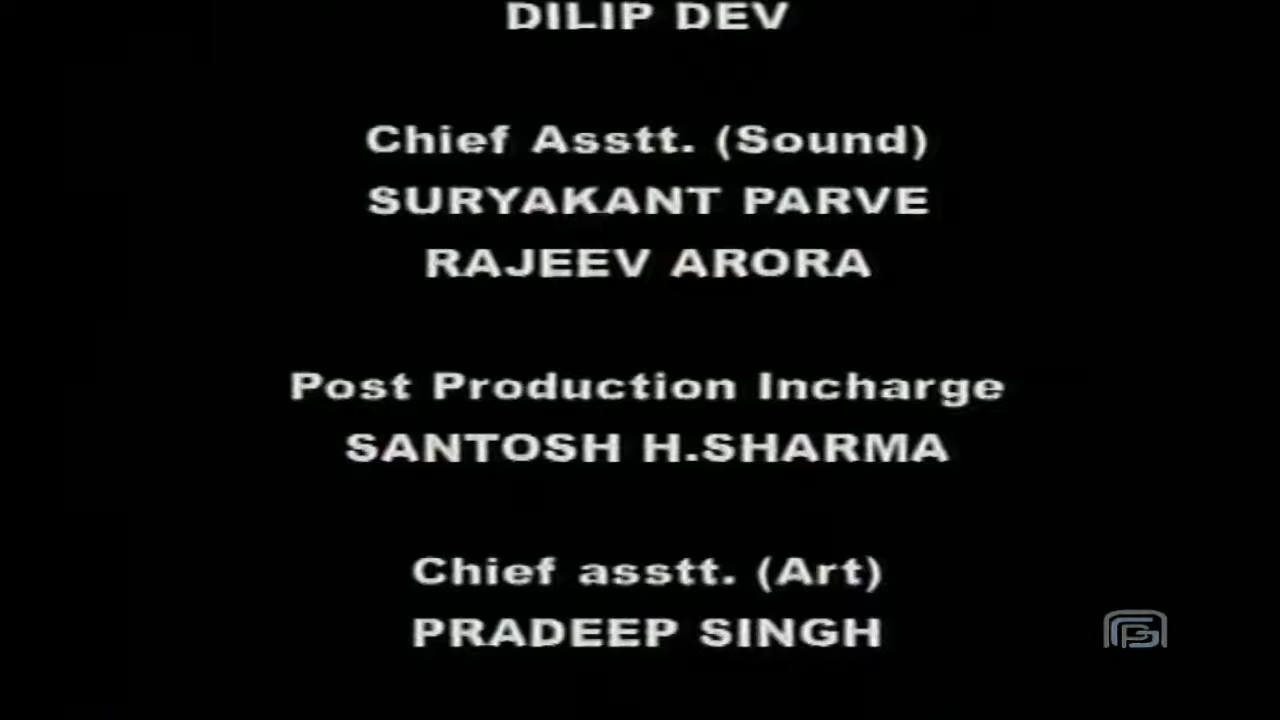 DILIP DEV
Chief Asstt. (Sound)
SURYAKANT PARVE
RAJEEV ARORA
Post Production Incharge
SANTOSH H.SHARMA
Chief asstt. (Art)
PRADEEP SINGH